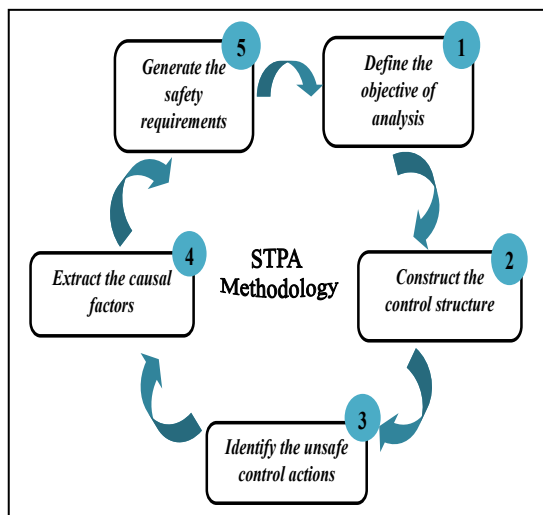 5
Generate the
safety
requirements
1
Define the
objective of
analysis
4
Extract the causal
factors
STPA
Methodology
2
Construct the
control structure
3
Identify the unsafe
control actions